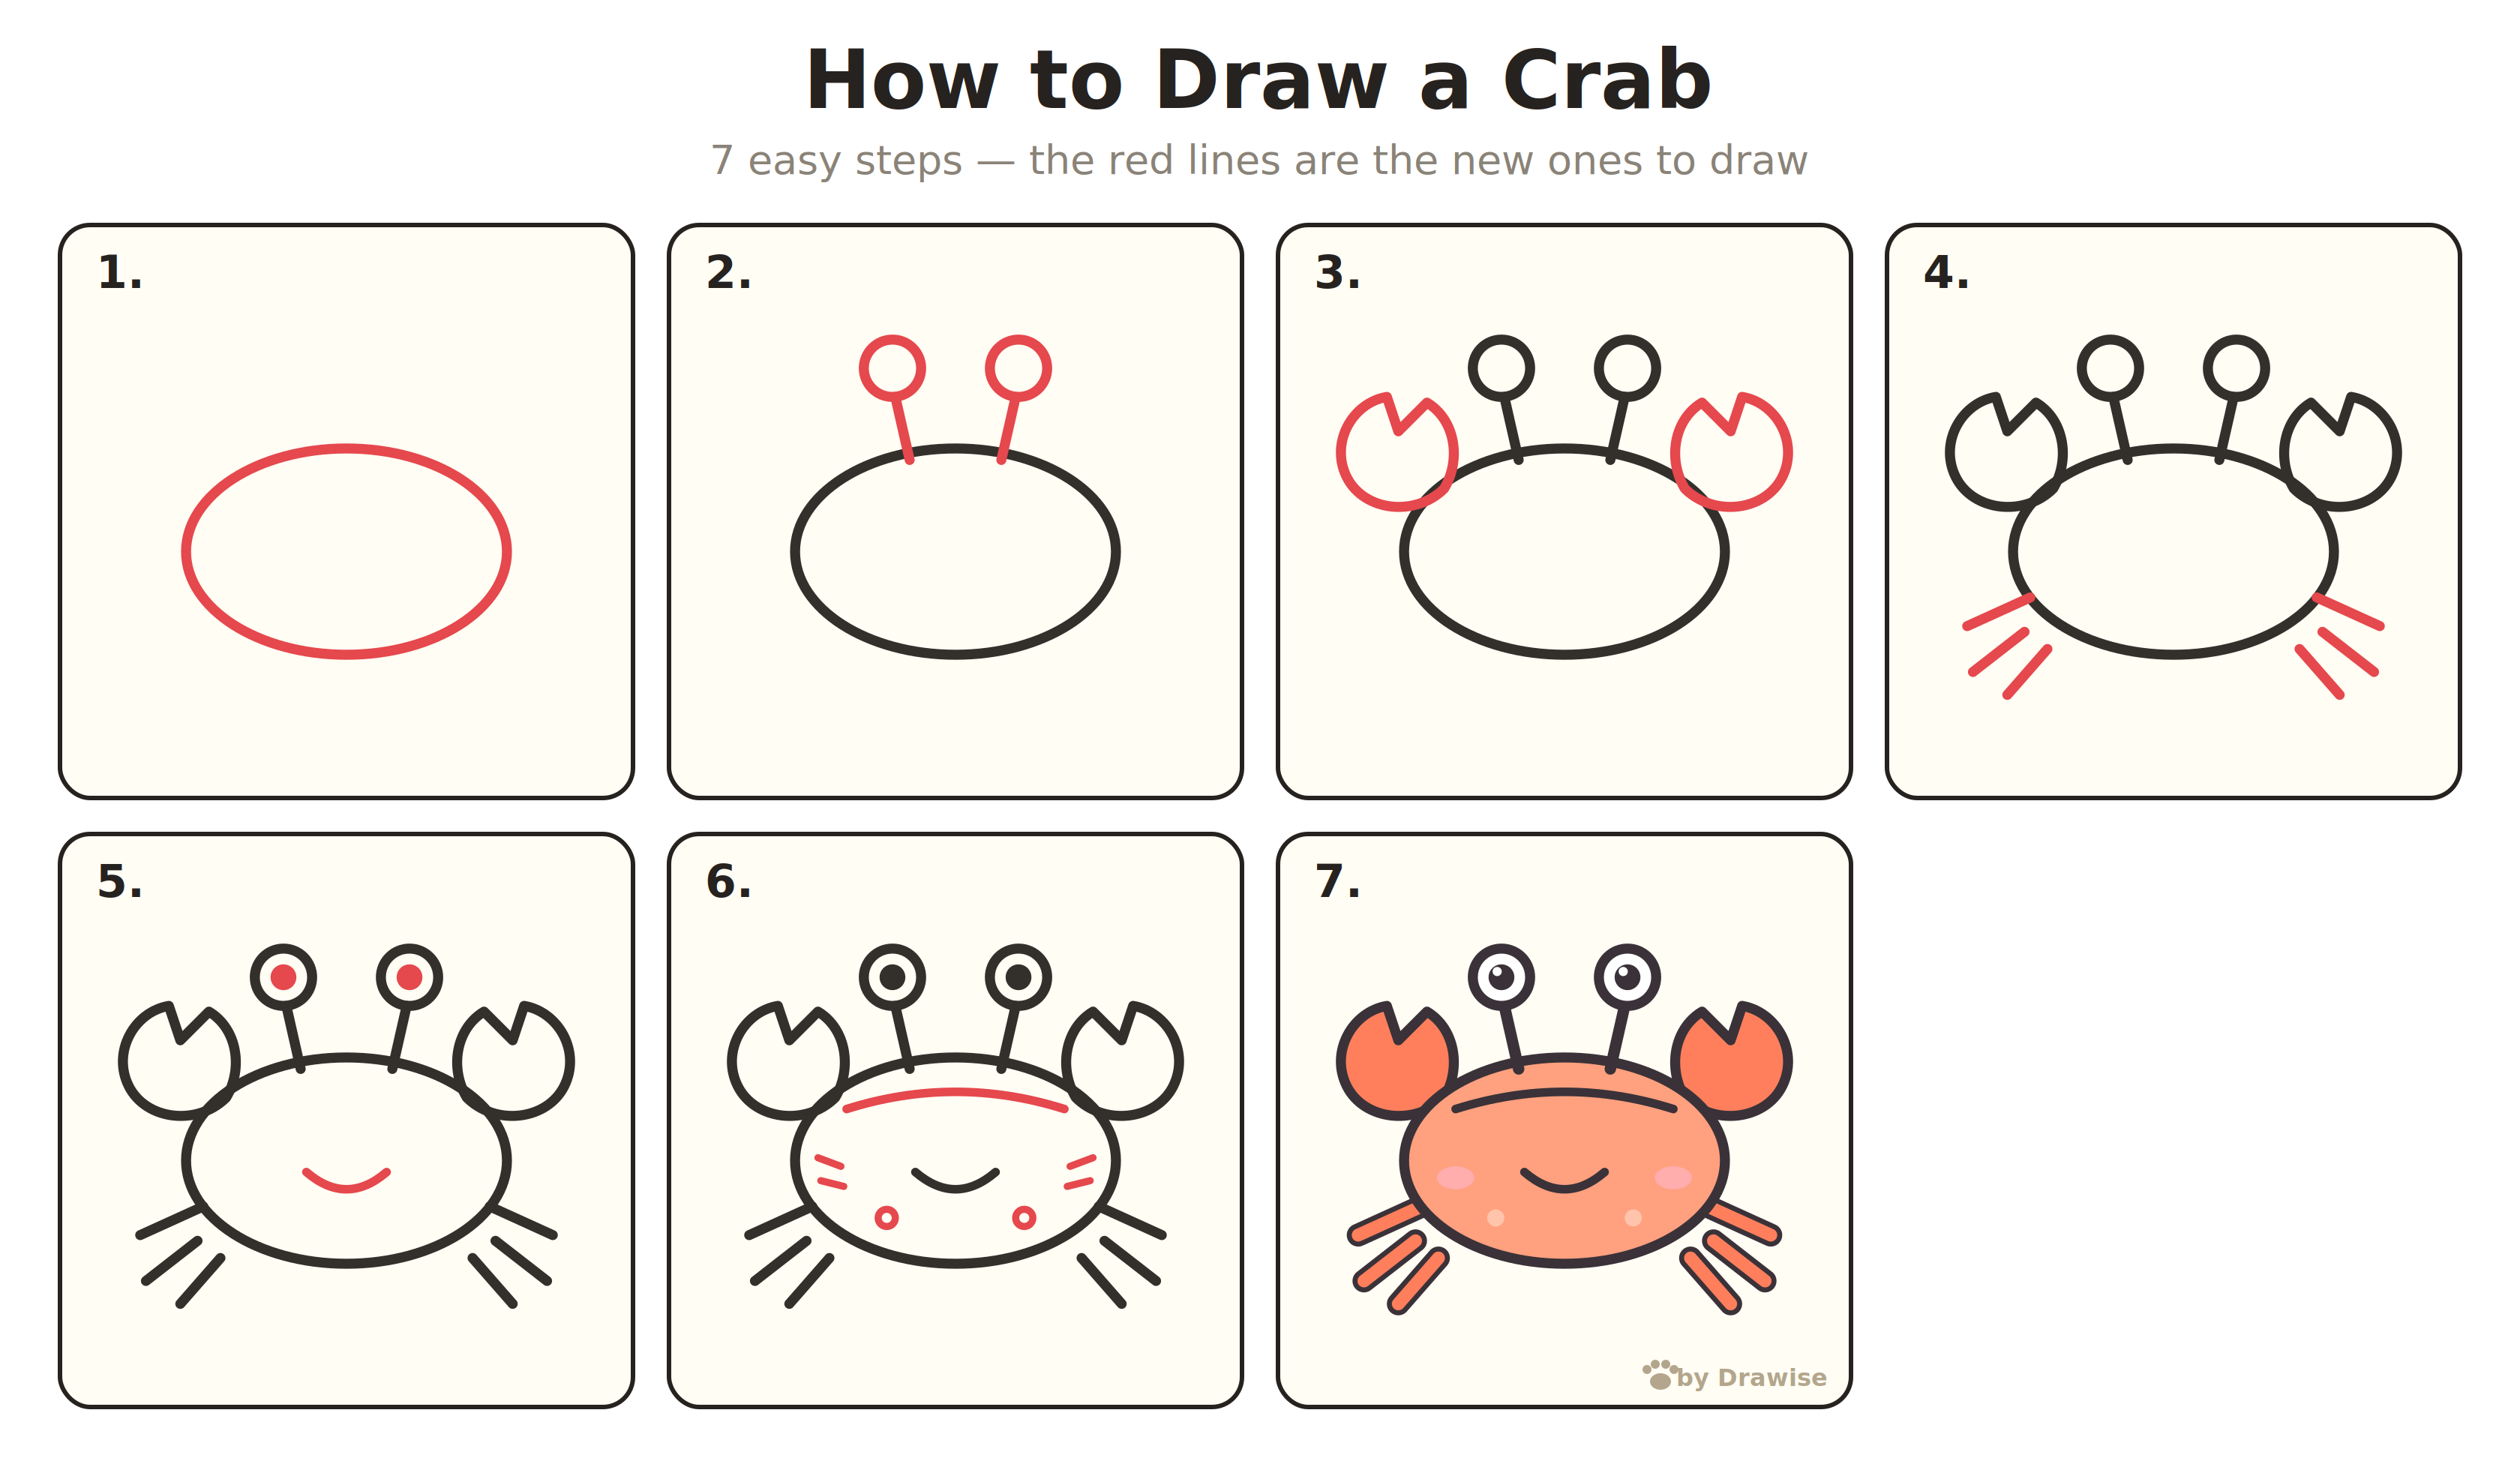 How to Draw a Crab
7 easy steps — the red lines are the new ones to draw
1.
2.
3.
4.
5.
6.
7.
by Drawise